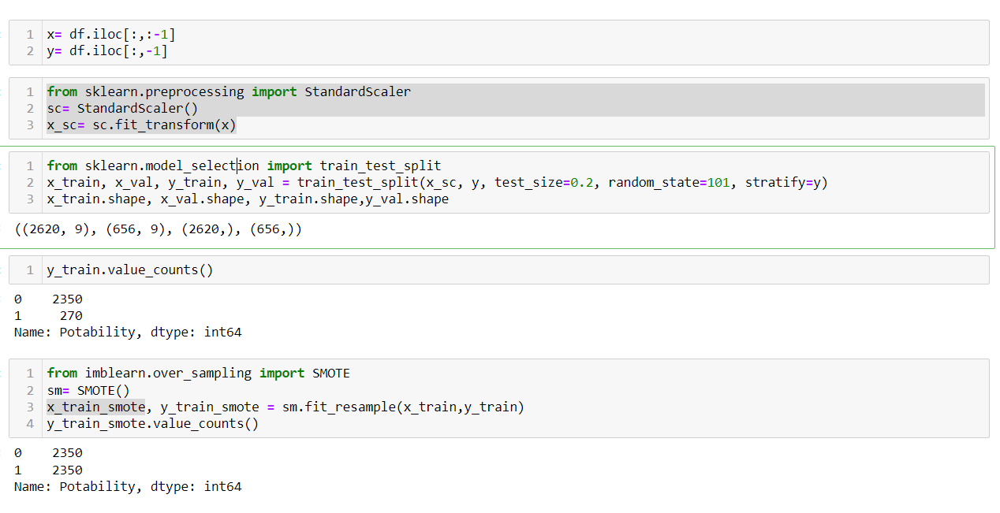 1 x= df.iloc[:,:-1]
2 y= df.iloc[:,-1]
1 from sklearn.preprocessing import StandardScaler
2 sc= StandardScaler()
3 x_sc= sc.fit_transform(x)
1 from sklearn.model_selection import train_test_split
2 x_train, x_val, y_train, y_val = train_test_split(x_sc, y, test_size=0.2, random_state=101, stratify=y)
3 x_train.shape, x_val.shape, y_train.shape,y_val.shape
((2620, 9), (656, 9), (2620,), (656,))
1 y_train.value_counts()
0    2350
1     270
Name: Potability, dtype: int64
1 from imblearn.over_sampling import SMOTE
2 sm= SMOTE()
3 x_train_smote, y_train_smote = sm.fit_resample(x_train,y_train)
4 y_train_smote.value_counts()
0    2350
1    2350
Name: Potability, dtype: int64